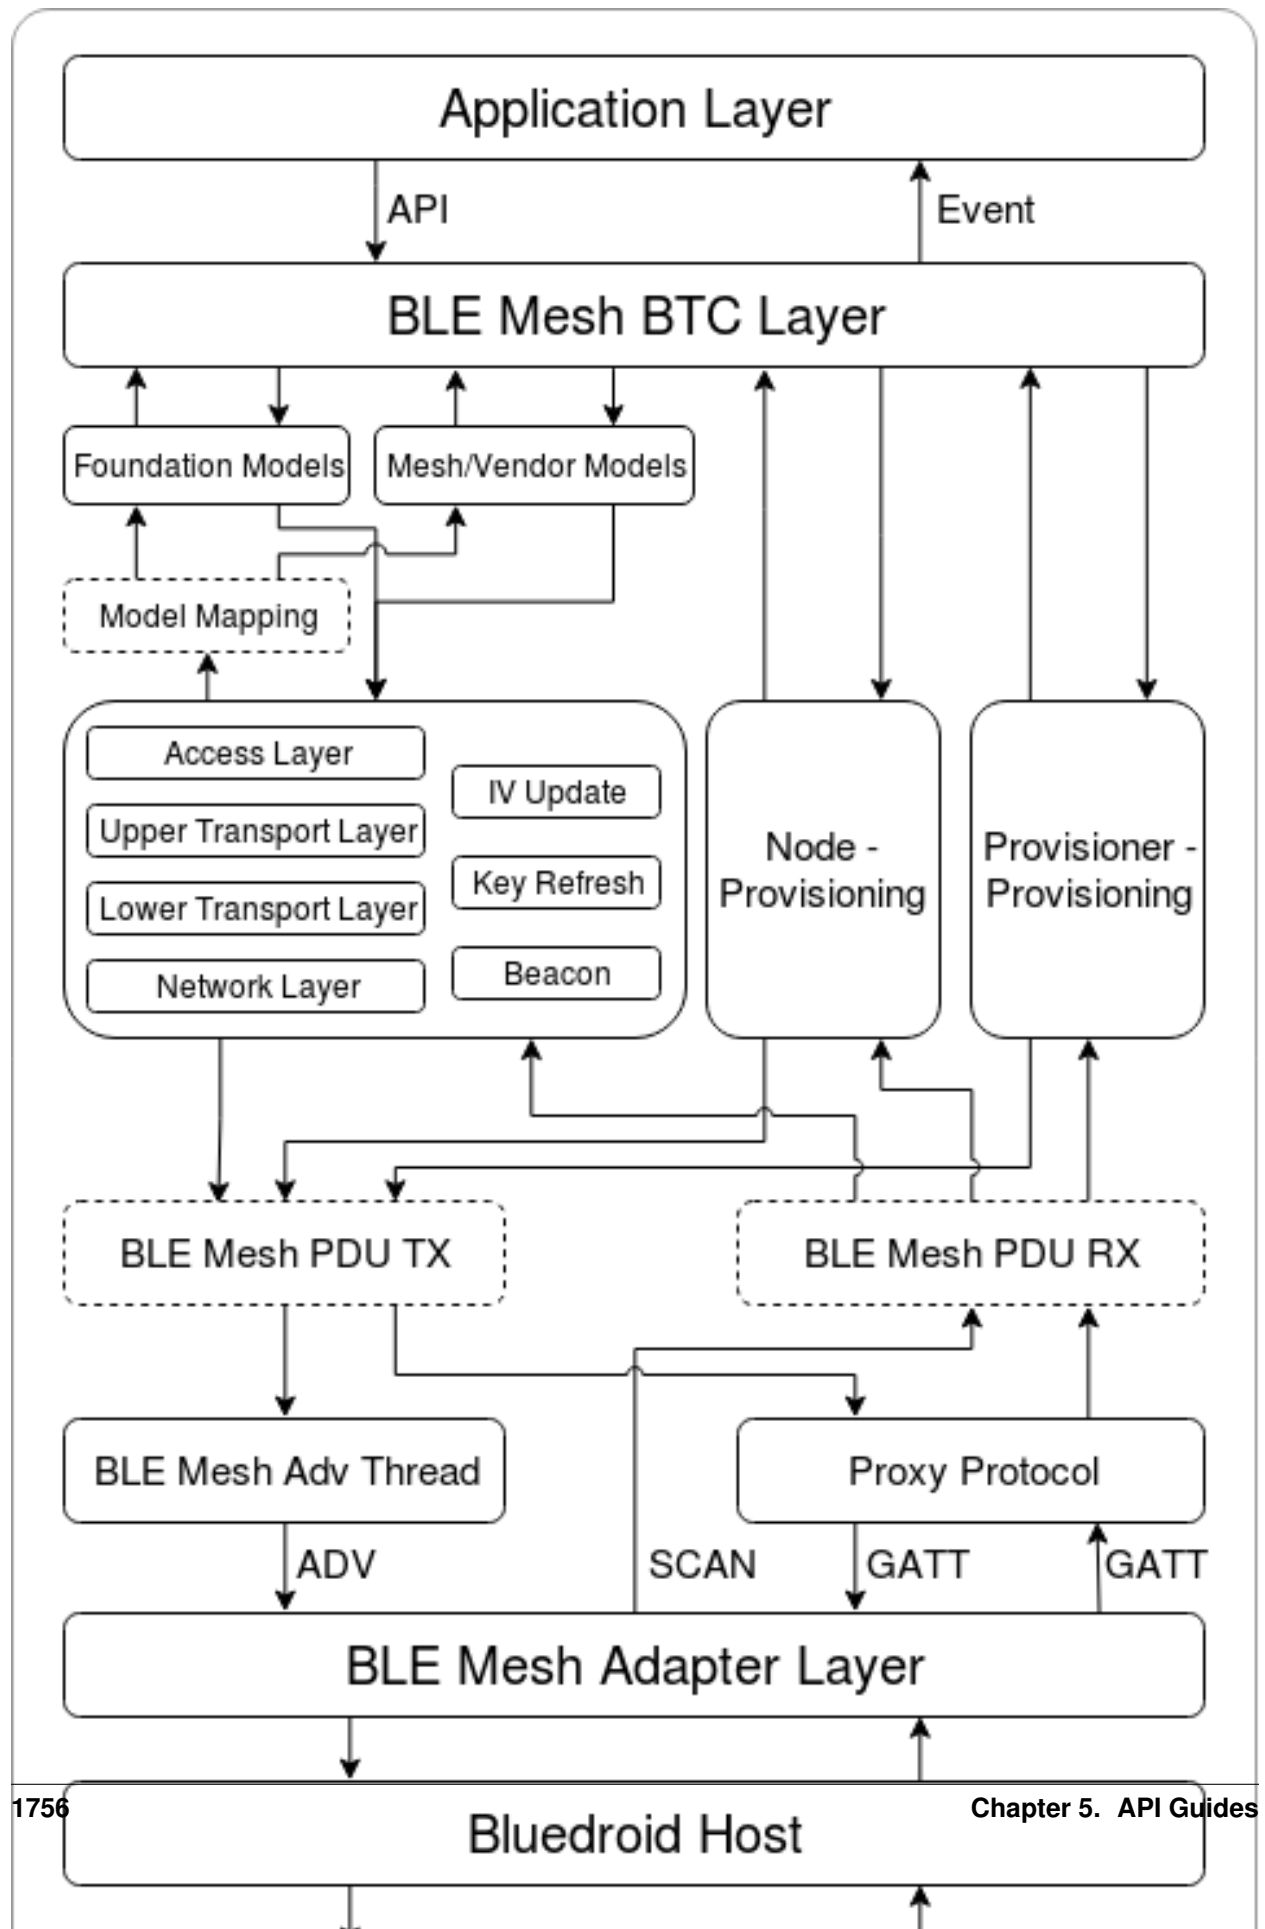 Application Layer
API
Event
BLE Mesh BTC Layer
Foundation Models
Mesh/Vendor Models
Model Mapping
Access Layer
Upper Transport Layer
Lower Transport Layer
Network Layer
IV Update
Key Refresh
Beacon
Node -
Provisioning
Provisioner -
Provisioning
BLE Mesh PDU TX
BLE Mesh PDU RX
BLE Mesh Adv Thread
Proxy Protocol
ADV
SCAN
GATT
GATT
BLE Mesh Adapter Layer
1756
Chapter 5. API Guides
Bluedroid Host